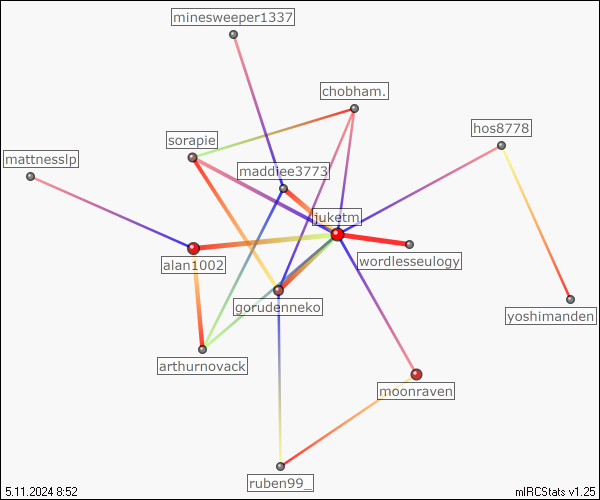 minesweeper1337
chobham.
hos8778
sorapie
mattnesslp
maddiee3773
juketm
wordlesseulogy
alan1002
gorudenneko
yoshimanden
arthurnovack
moonraven
ruben99_
5.11.2024 8:52
mIRCStats v1.25